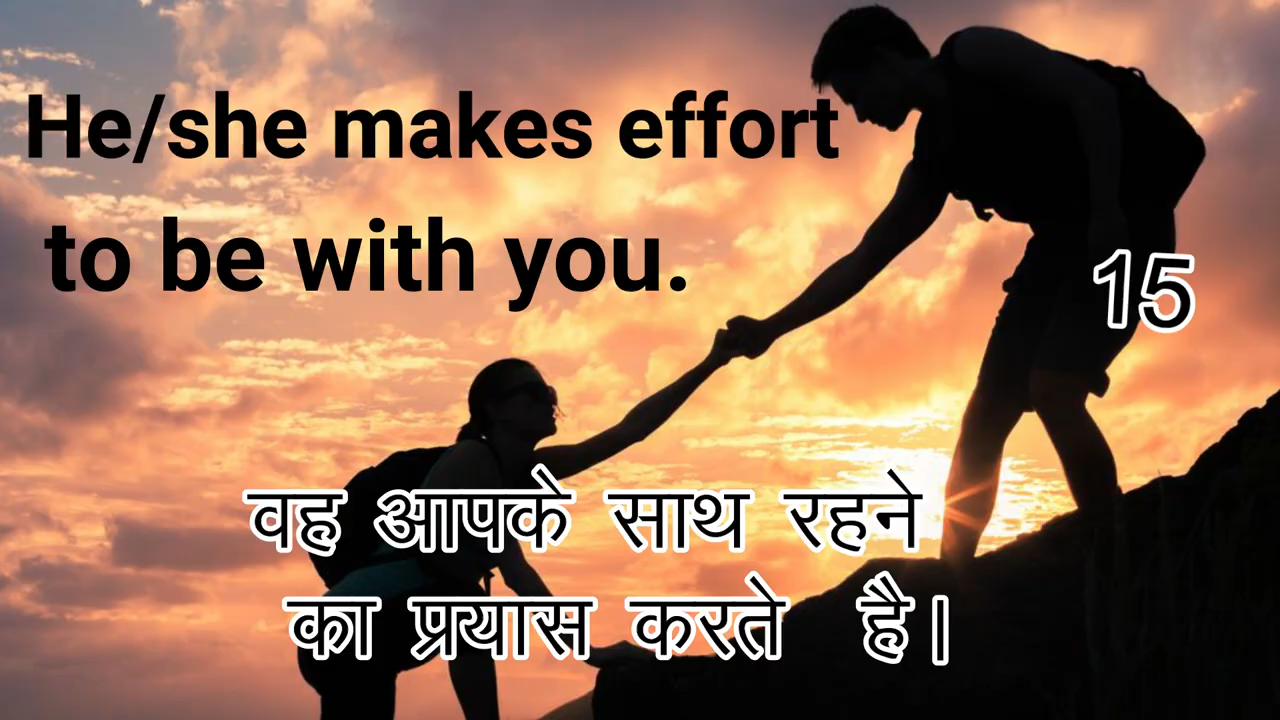 He/she makes effort
to be with you.
15
वह आपके साथ रहने
का प्रयास करते है।